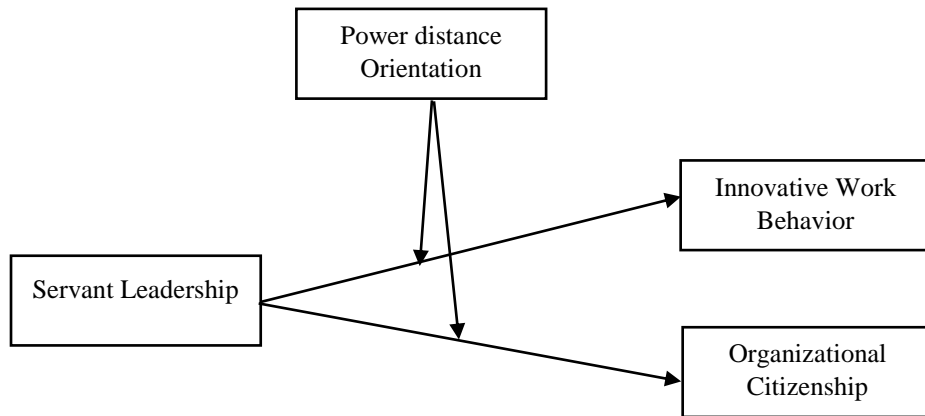 Power distance
Orientation
Innovative Work
Behavior
Servant Leadership
Organizational
Citizenship